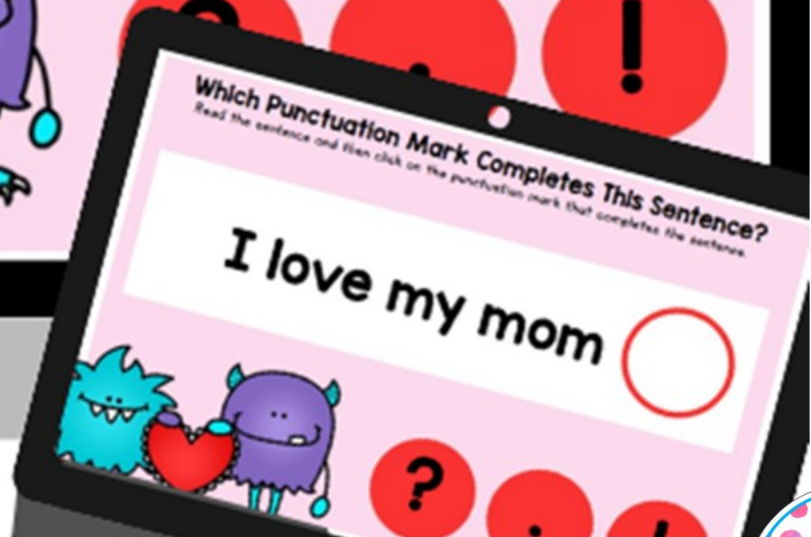 ? . !
Which Punctuation Mark Completes This Sentence?
Read the sentence and then click on the punctuation mark that completes the sentence.
I love my mom
? . !